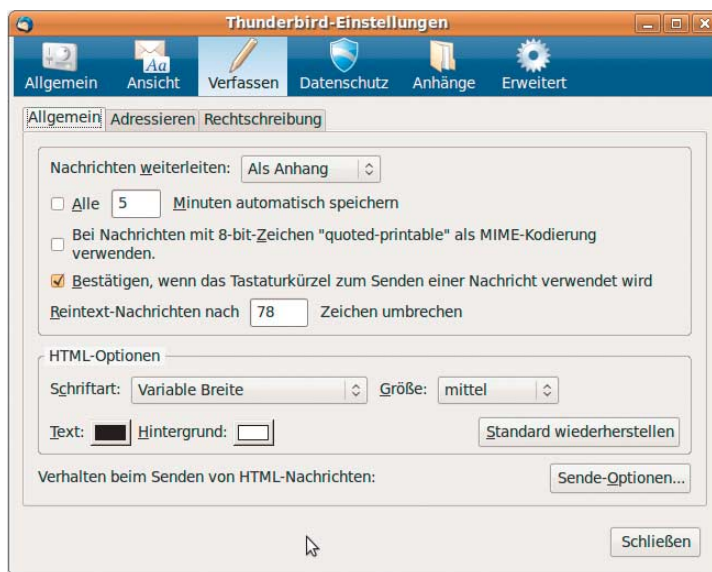 Thunderbird-Einstellungen
Aa
Allgemein Ansicht Verfassen Datenschutz Anhänge Erweitert
Allgemein Adressieren Rechtschreibung
Nachrichten weiterleiten: Als Anhang
Alle 5 Minuten automatisch speichern
Bei Nachrichten mit 8-bit-Zeichen "quoted-printable" als MIME-Kodierung
verwenden.
Bestätigen, wenn das Tastaturkürzel zum Senden einer Nachricht verwendet wird
Reintext-Nachrichten nach 78 Zeichen umbrechen
HTML-Optionen
Schriftart: Variable Breite Größe: mittel
Text: Hintergrund: Standard wiederherstellen
Verhalten beim Senden von HTML-Nachrichten: Sende-Optionen...
Schließen